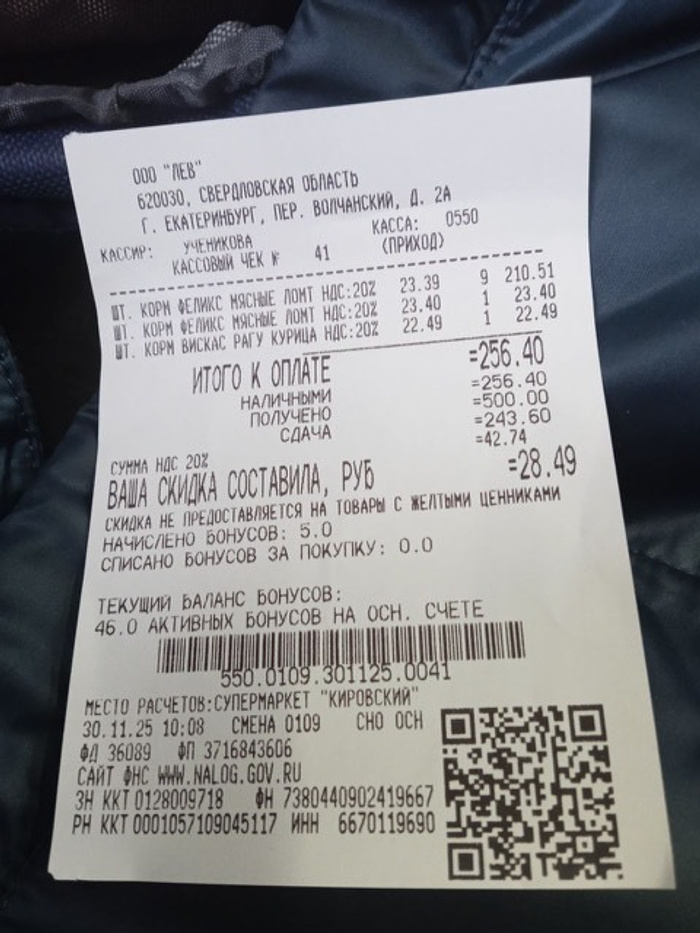 ООО "ЛЕВ"
620030, СВЕРДЛОВСКАЯ ОБЛАСТЬ
Г. ЕКАТЕРИНБУРГ, ПЕР. ВОЛЧАНСКИЙ, Д. 2А
КАССИР: УЧЕНИКОВА КАССА: 0550
КАССОВЫЙ ЧЕК № 41 (ПРИХОД)
ШТ. КОРМ ФЕЛИКС МЯСНЫЕ ЛОМТ НДС:20% 23.39 9 210.51
ШТ. КОРМ ФЕЛИКС МЯСНЫЕ ЛОМТ НДС:20% 23.40 1 23.40
ШТ. КОРМ ВИСКАС РАГУ КУРИЦА НДС:20% 22.49 1 22.49
ИТОГО К ОПЛАТЕ =256.40
НАЛИЧНЫМИ =256.40
ПОЛУЧЕНО =500.00
СДАЧА =243.60
СУММА НДС 20% =42.74
ВАША СКИДКА СОСТАВИЛА, РУБ =28.49
СКИДКА НЕ ПРЕДОСТАВЛЯЕТСЯ НА ТОВАРЫ С ЖЕЛТЫМИ ЦЕННИКАМИ
НАЧИСЛЕНО БОНУСОВ: 5.0
СПИСАНО БОНУСОВ ЗА ПОКУПКУ: 0.0
ТЕКУЩИЙ БАЛАНС БОНУСОВ:
46.0 АКТИВНЫХ БОНУСОВ НА ОСН. СЧЕТЕ
550.0109.301125.0041
МЕСТО РАСЧЕТОВ:СУПЕРМАРКЕТ "КИРОВСКИЙ"
30.11.25 10:08 СМЕНА 0109 СНО ОСН
ФД 36089 ФП 3716843606
САЙТ ФНС WWW.NALOG.GOV.RU
ЗН ККТ 0128009718 ФН 7380440902419667
РН ККТ 0001057109045117 ИНН 6670119690